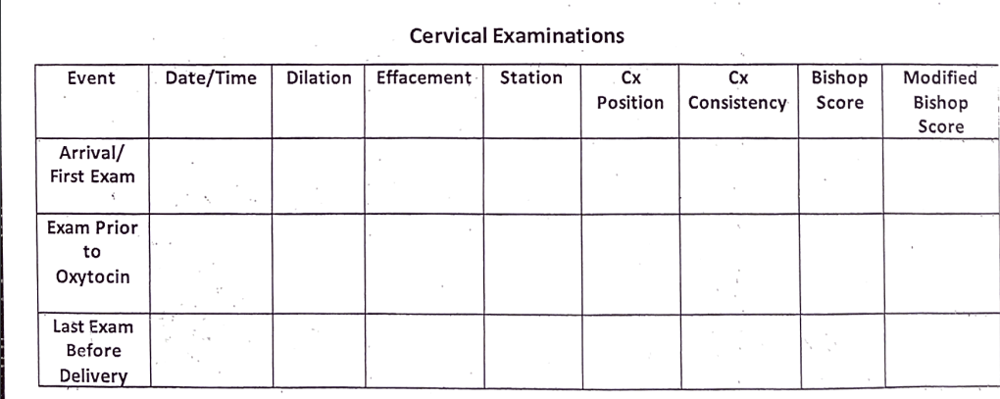 Cervical Examinations
Event Date/Time Dilation Effacement Station Cx Position Cx Consistency Bishop Score Modified Bishop Score
Arrival/
First Exam
Exam Prior
to
Oxytocin
Last Exam
Before
Delivery